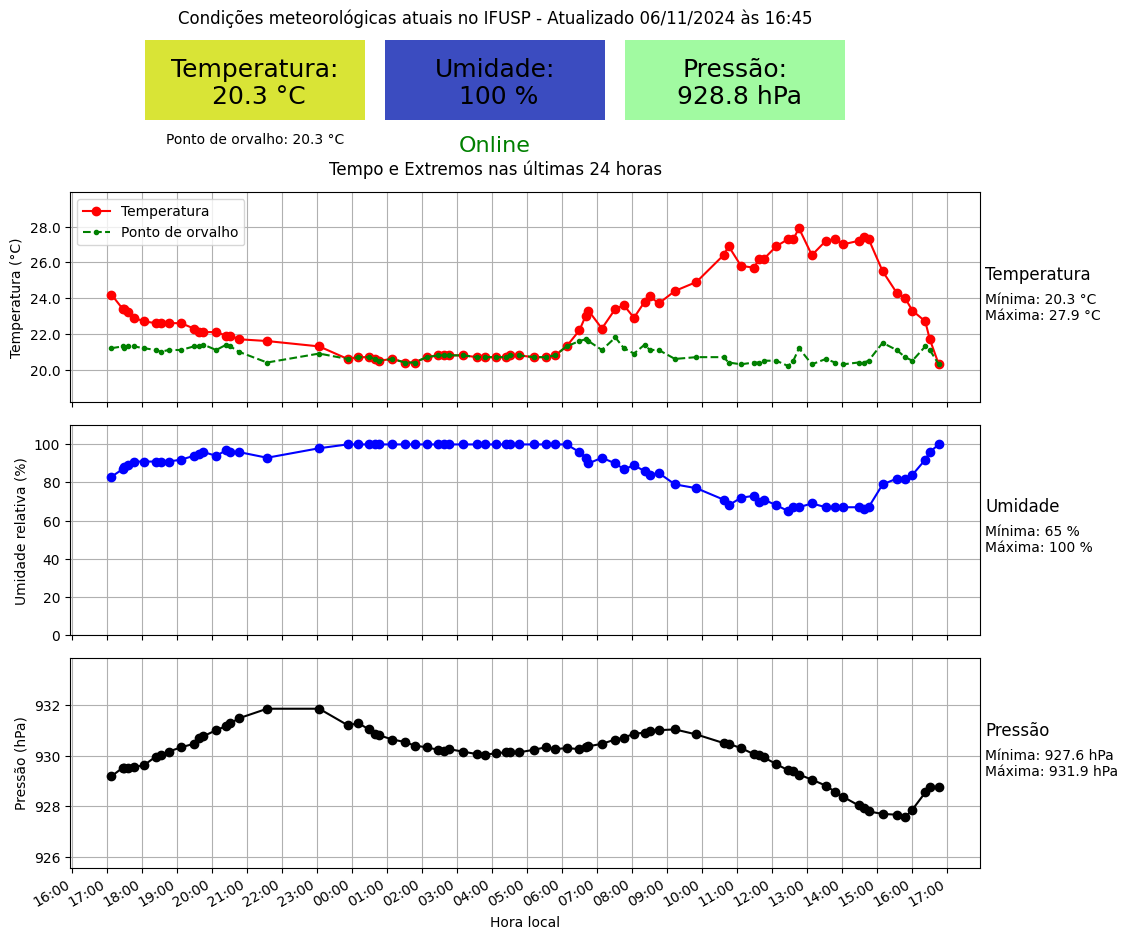 Condições meteorológicas atuais no IFUSP - Atualizado 06/11/2024 às 16:45
Temperatura:
20.3 °C
Umidade:
100 %
Pressão:
928.8 hPa
Ponto de orvalho: 20.3 °C
Online
Tempo e Extremos nas últimas 24 horas
Temperatura
Ponto de orvalho
Temperatura (°C)
28.0
26.0
24.0
22.0
20.0
Temperatura
Mínima: 20.3 °C
Máxima: 27.9 °C
Umidade relativa (%)
100
80
60
40
20
0
Umidade
Mínima: 65 %
Máxima: 100 %
Pressão (hPa)
932
930
928
926
Pressão
Mínima: 927.6 hPa
Máxima: 931.9 hPa
16:00 17:00 18:00 19:00 20:00 21:00 22:00 23:00 00:00 01:00 02:00 03:00 04:00 05:00 06:00 07:00 08:00 09:00 10:00 11:00 12:00 13:00 14:00 15:00 16:00 17:00
Hora local